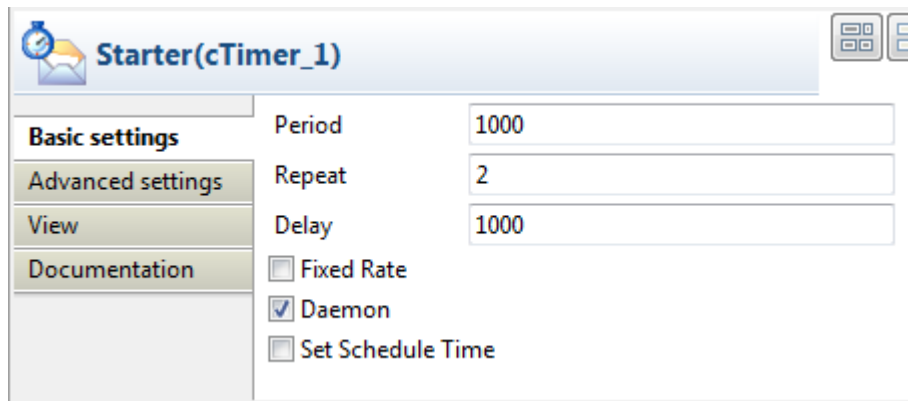 Starter(cTimer_1)
Basic settings
Advanced settings
View
Documentation
Period 1000
Repeat 2
Delay 1000
Fixed Rate
Daemon
Set Schedule Time